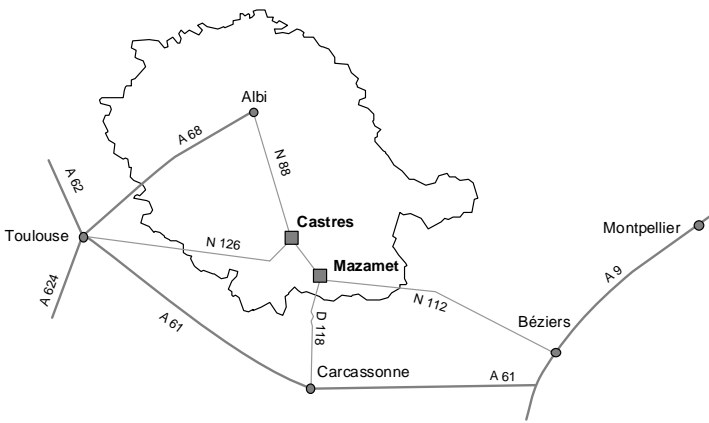 Albi
A 68
N 88
A 62
Castres
Montpellier
Toulouse
N 126
Mazamet
A 9
A 624
N 112
A 61
D 118
Béziers
Carcassonne
A 61